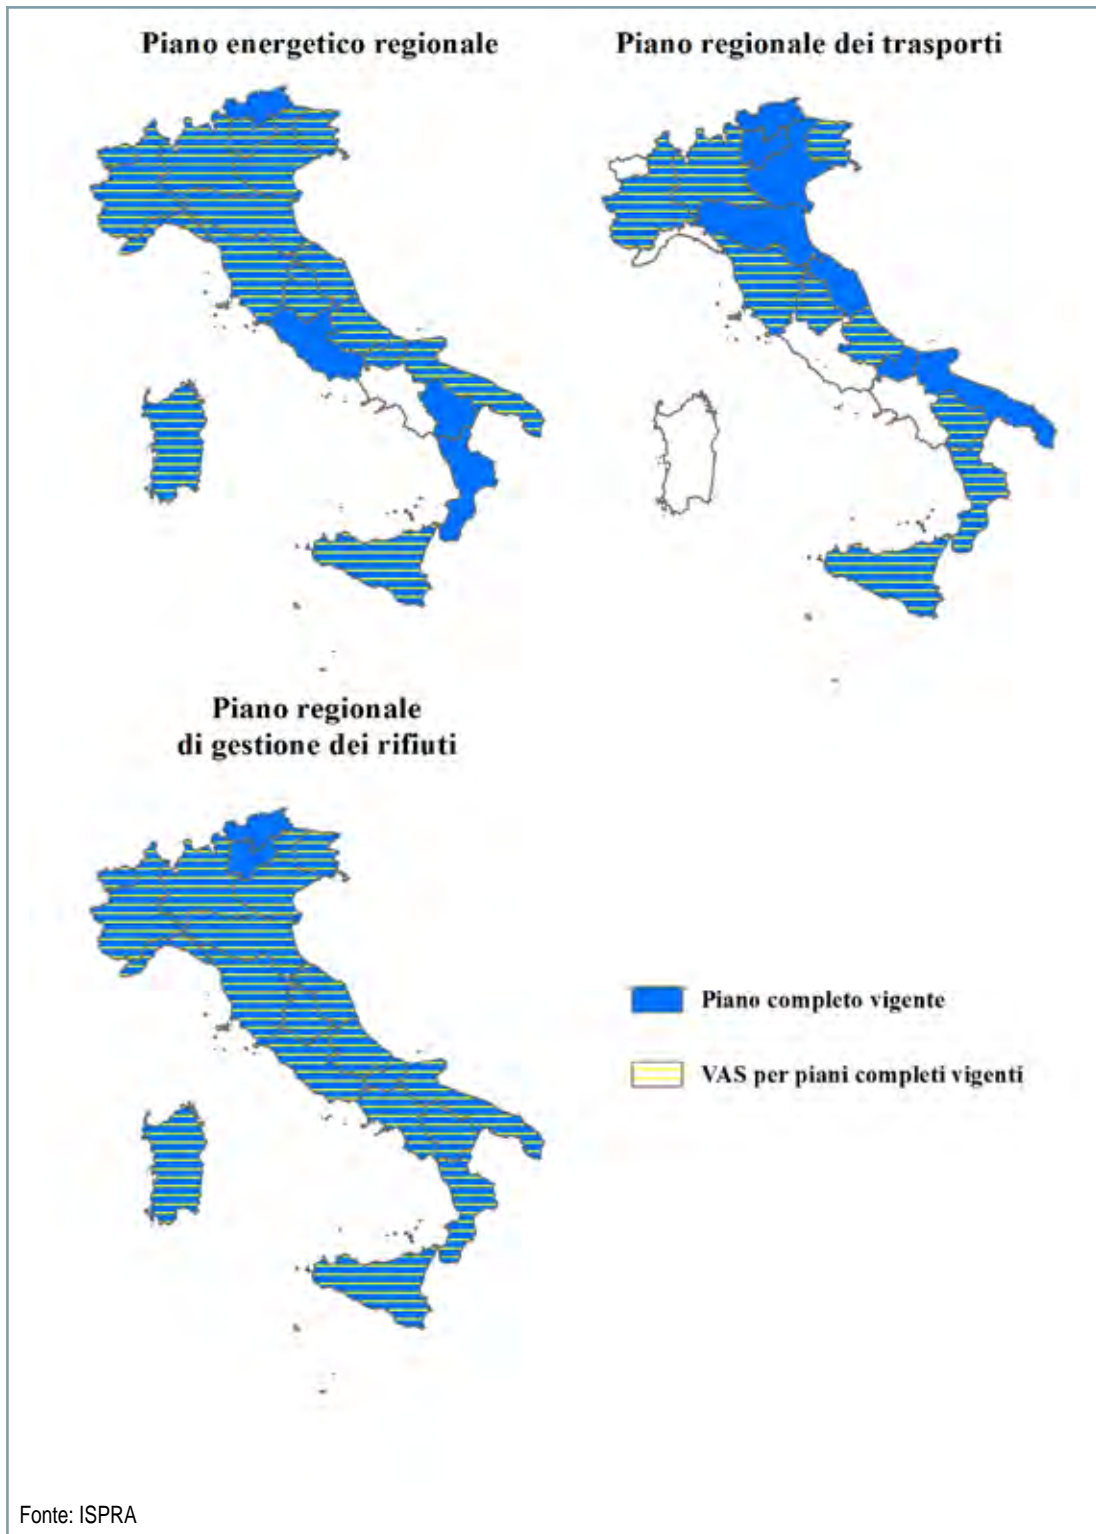 Piano energetico regionale
Piano regionale dei trasporti
Piano regionale
di gestione dei rifiuti
Piano completo vigente
VAS per piani completi vigenti
Fonte: ISPRA